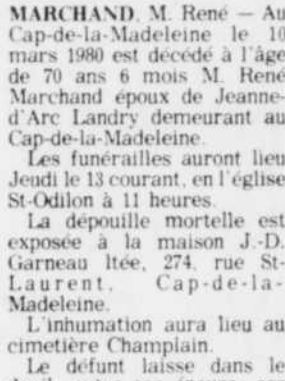 MARCHAND. M. René — Au
Cap-de-la-Madeleine le 10
mars 1980 est décédé à l'âge
de 70 ans 6 mois M. René
Marchand époux de Jeanne-
d'Arc Landry demeurant au
Cap-de-la-Madeleine.
Les funérailles auront lieu
Jeudi le 13 courant, en l'église
St-Odilon à 11 heures.
La dépouille mortelle est
exposée à la maison J.-D.
Garneau ltée, 274, rue St-
Laurent, Cap-de-la-
Madeleine.
L'inhumation aura lieu au
cimetière Champlain.
Le défunt laisse dans le